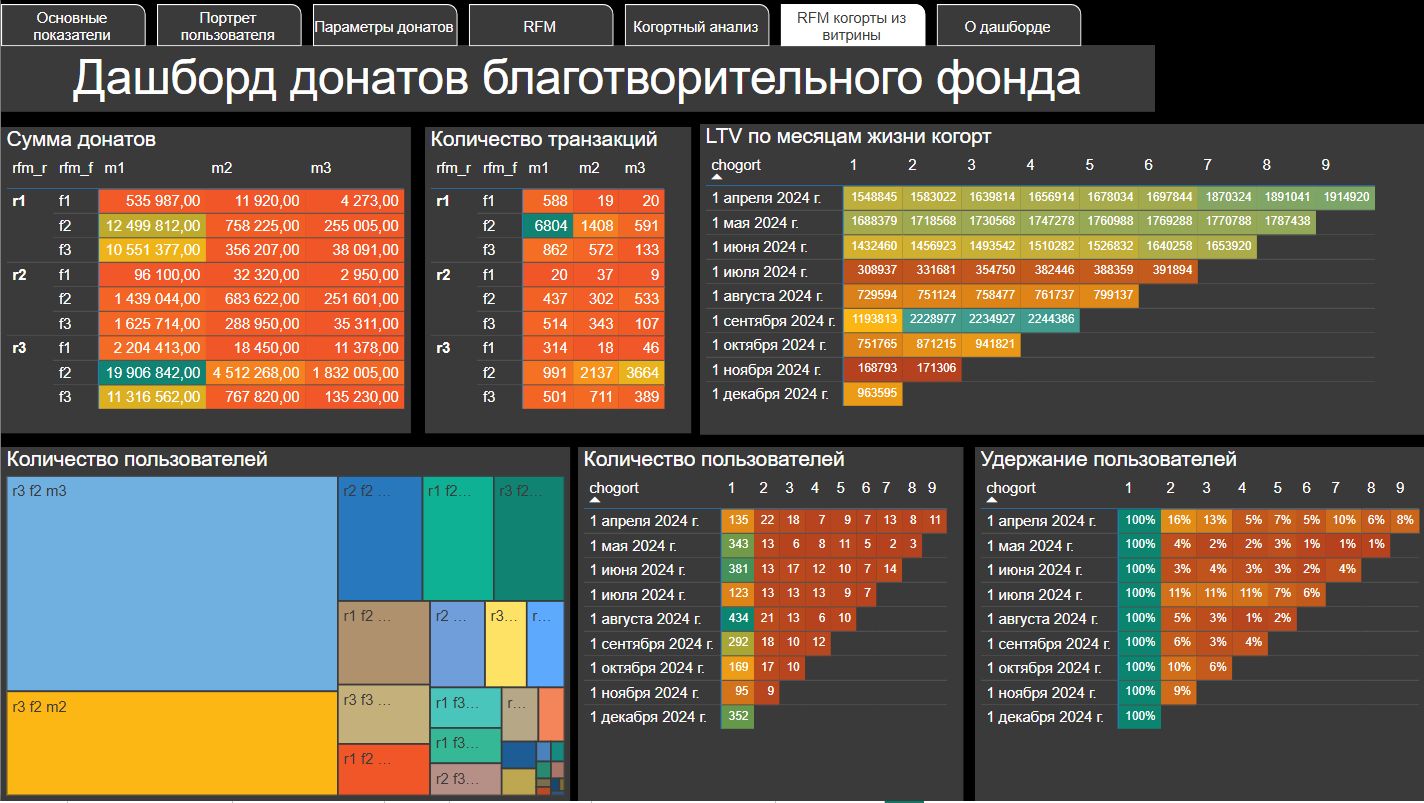 Основные показатели
Портрет пользователя
Параметры донатов
RFM
Когортный анализ
RFM когорты из витрины
О дашборде
Дашборд донатов благотворительного фонда
Сумма донатов
rfm_r rfm_f m1 m2 m3
r1 f1 535 987,00 11 920,00 4 273,00
f2 12 499 812,00 758 225,00 255 005,00
f3 10 551 377,00 356 207,00 38 091,00
r2 f1 96 100,00 32 320,00 2 950,00
f2 1 439 044,00 683 622,00 251 601,00
f3 1 625 714,00 288 950,00 35 311,00
r3 f1 2 204 413,00 18 450,00 11 378,00
f2 19 906 842,00 4 512 268,00 1 832 005,00
f3 11 316 562,00 767 820,00 135 230,00
Количество транзакций
rfm_r rfm_f m1 m2 m3
r1 f1 588 19 20
f2 6804 1408 591
f3 862 572 133
r2 f1 20 37 9
f2 437 302 533
f3 514 343 107
r3 f1 314 18 46
f2 991 2137 3664
f3 501 711 389
LTV по месяцам жизни когорт
chogort 1 2 3 4 5 6 7 8 9
1 апреля 2024 г. 1548845 1583022 1639814 1656914 1678034 1697844 1870324 1891041 1914920
1 мая 2024 г. 1688379 1718568 1730568 1747278 1760988 1769288 1770788 1787438
1 июня 2024 г. 1432460 1456923 1493542 1510282 1526832 1640258 1653920
1 июля 2024 г. 308937 331681 354750 382446 388359 391894
1 августа 2024 г. 729594 751124 758477 761737 799137
1 сентября 2024 г. 1193813 2228977 2234927 2244386
1 октября 2024 г. 751765 871215 941821
1 ноября 2024 г. 168793 171306
1 декабря 2024 г. 963595
Количество пользователей
r3 f2 m3
r2 f2 ...
r1 f2...
r3 f2...
r1 f2 ...
r2 ...
r3...
r...
r3 f3 ...
r1 f3...
r...
r1 f3...
r1 f2 ...
r2 f3...
r3 f2 m2
Количество пользователей
chogort 1 2 3 4 5 6 7 8 9
1 апреля 2024 г. 135 22 18 7 9 7 13 8 11
1 мая 2024 г. 343 13 6 8 11 5 2 3
1 июня 2024 г. 381 13 17 12 10 7 14
1 июля 2024 г. 123 13 13 13 9 7
1 августа 2024 г. 434 21 13 6 10
1 сентября 2024 г. 292 18 10 12
1 октября 2024 г. 169 17 10
1 ноября 2024 г. 95 9
1 декабря 2024 г. 352
Удержание пользователей
chogort 1 2 3 4 5 6 7 8 9
1 апреля 2024 г. 100% 16% 13% 5% 7% 5% 10% 6% 8%
1 мая 2024 г. 100% 4% 2% 2% 3% 1% 1% 1%
1 июня 2024 г. 100% 3% 4% 3% 3% 2% 4%
1 июля 2024 г. 100% 11% 11% 11% 7% 6%
1 августа 2024 г. 100% 5% 3% 1% 2%
1 сентября 2024 г. 100% 6% 3% 4%
1 октября 2024 г. 100% 10% 6%
1 ноября 2024 г. 100% 9%
1 декабря 2024 г. 100%